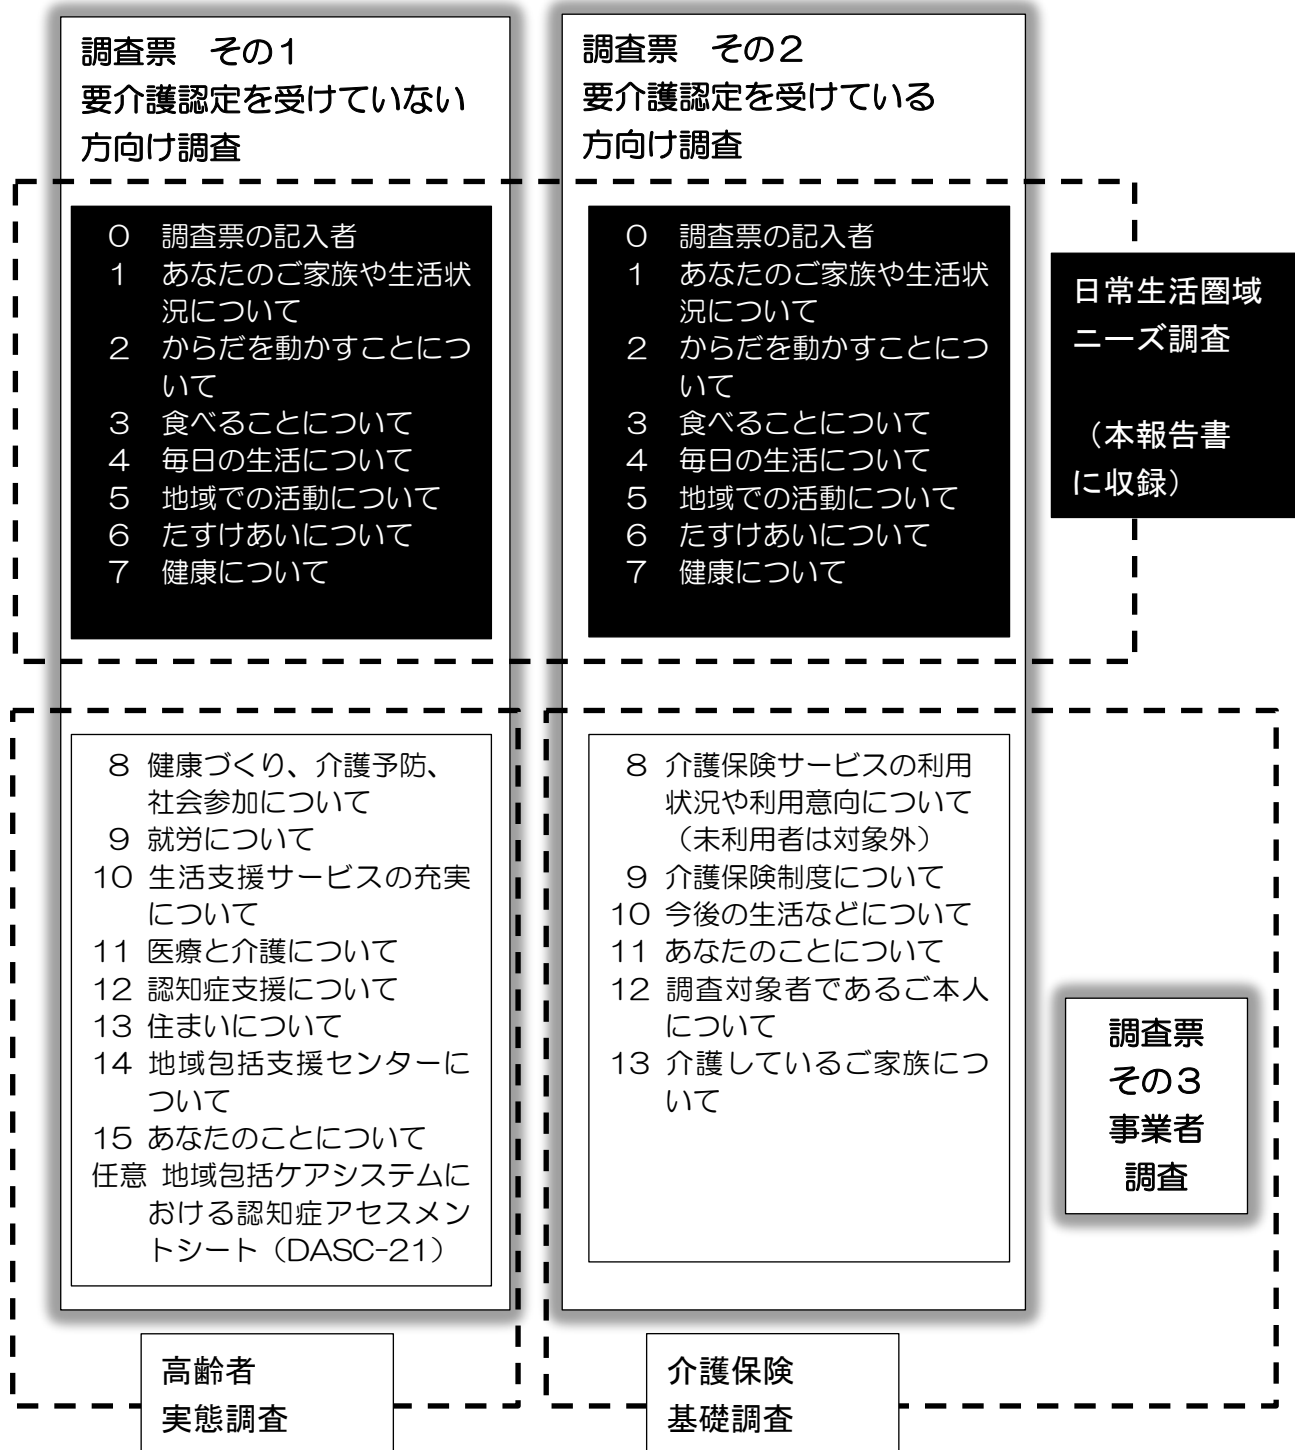 調査票　その1
要介護認定を受けていない
方向け調査
0　調査票の記入者
1　あなたのご家族や生活状
況について
2　からだを動かすことにつ
いて
3　食べることについて
4　毎日の生活について
5　地域での活動について
6　たすけあいについて
7　健康について
8 健康づくり、介護予防、
社会参加について
9 就労について
10 生活支援サービスの充実
について
11 医療と介護について
12 認知症支援について
13 住まいについて
14 地域包括支援センターに
ついて
15 あなたのことについて
任意 地域包括ケアシステムに
おける認知症アセスメン
トシート（DASC-21）
高齢者
実態調査
調査票　その2
要介護認定を受けている
方向け調査
0　調査票の記入者
1　あなたのご家族や生活状
況について
2　からだを動かすことにつ
いて
3　食べることについて
4　毎日の生活について
5　地域での活動について
6　たすけあいについて
7　健康について
8 介護保険サービスの利用
状況や利用意向について
（未利用者は対象外）
9 介護保険制度について
10 今後の生活などについて
11 あなたのことについて
12 調査対象者であるご本人
について
13 介護しているご家族につ
いて
介護保険
基礎調査
日常生活圏域
ニーズ調査
（本報告書
に収録）
調査票
その3
事業者
調査